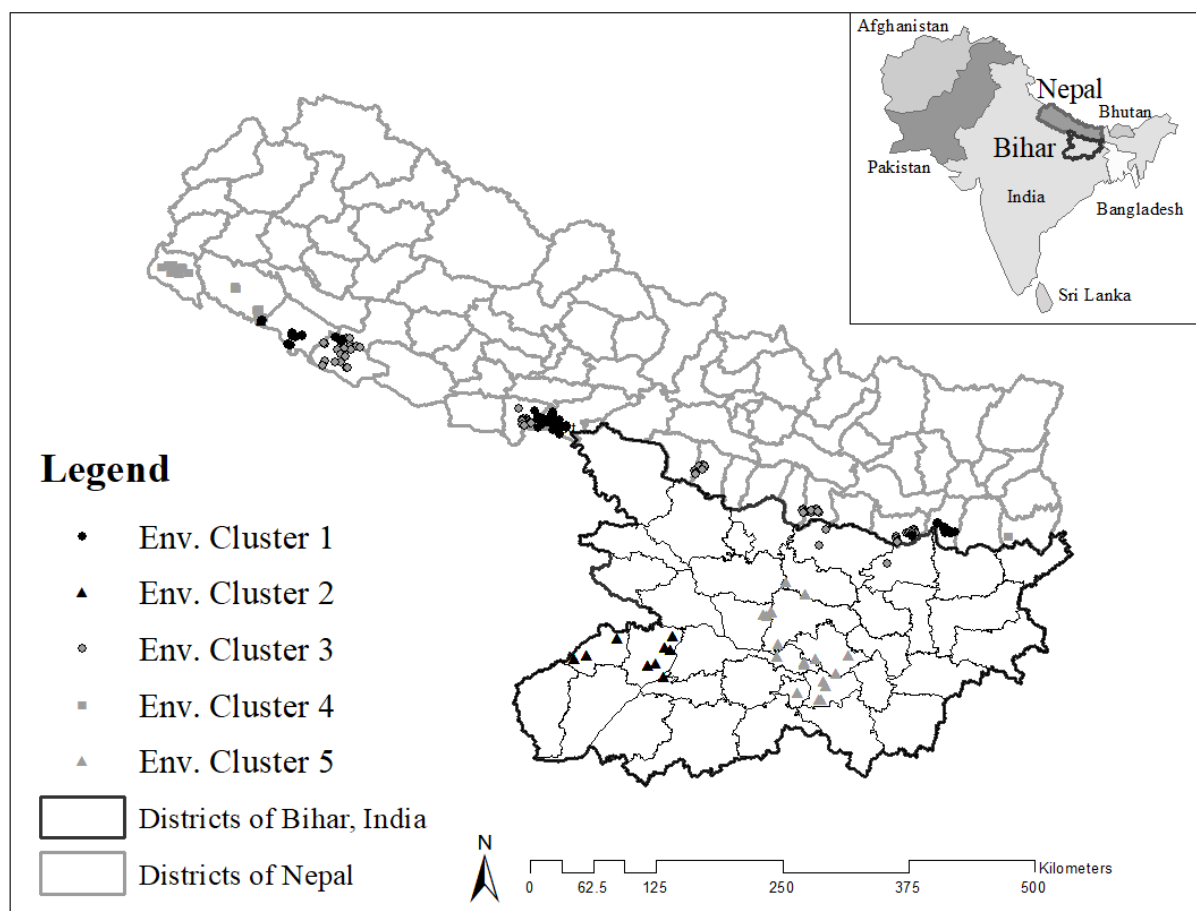 Afghanistan
Nepal
Bhutan
Bihar
Pakistan
India
Bangladesh
Sri Lanka
Legend
Env. Cluster 1
Env. Cluster 2
Env. Cluster 3
Env. Cluster 4
Env. Cluster 5
Districts of Bihar, India
Districts of Nepal
N
Kilometers
0 62.5 125 250 375 500